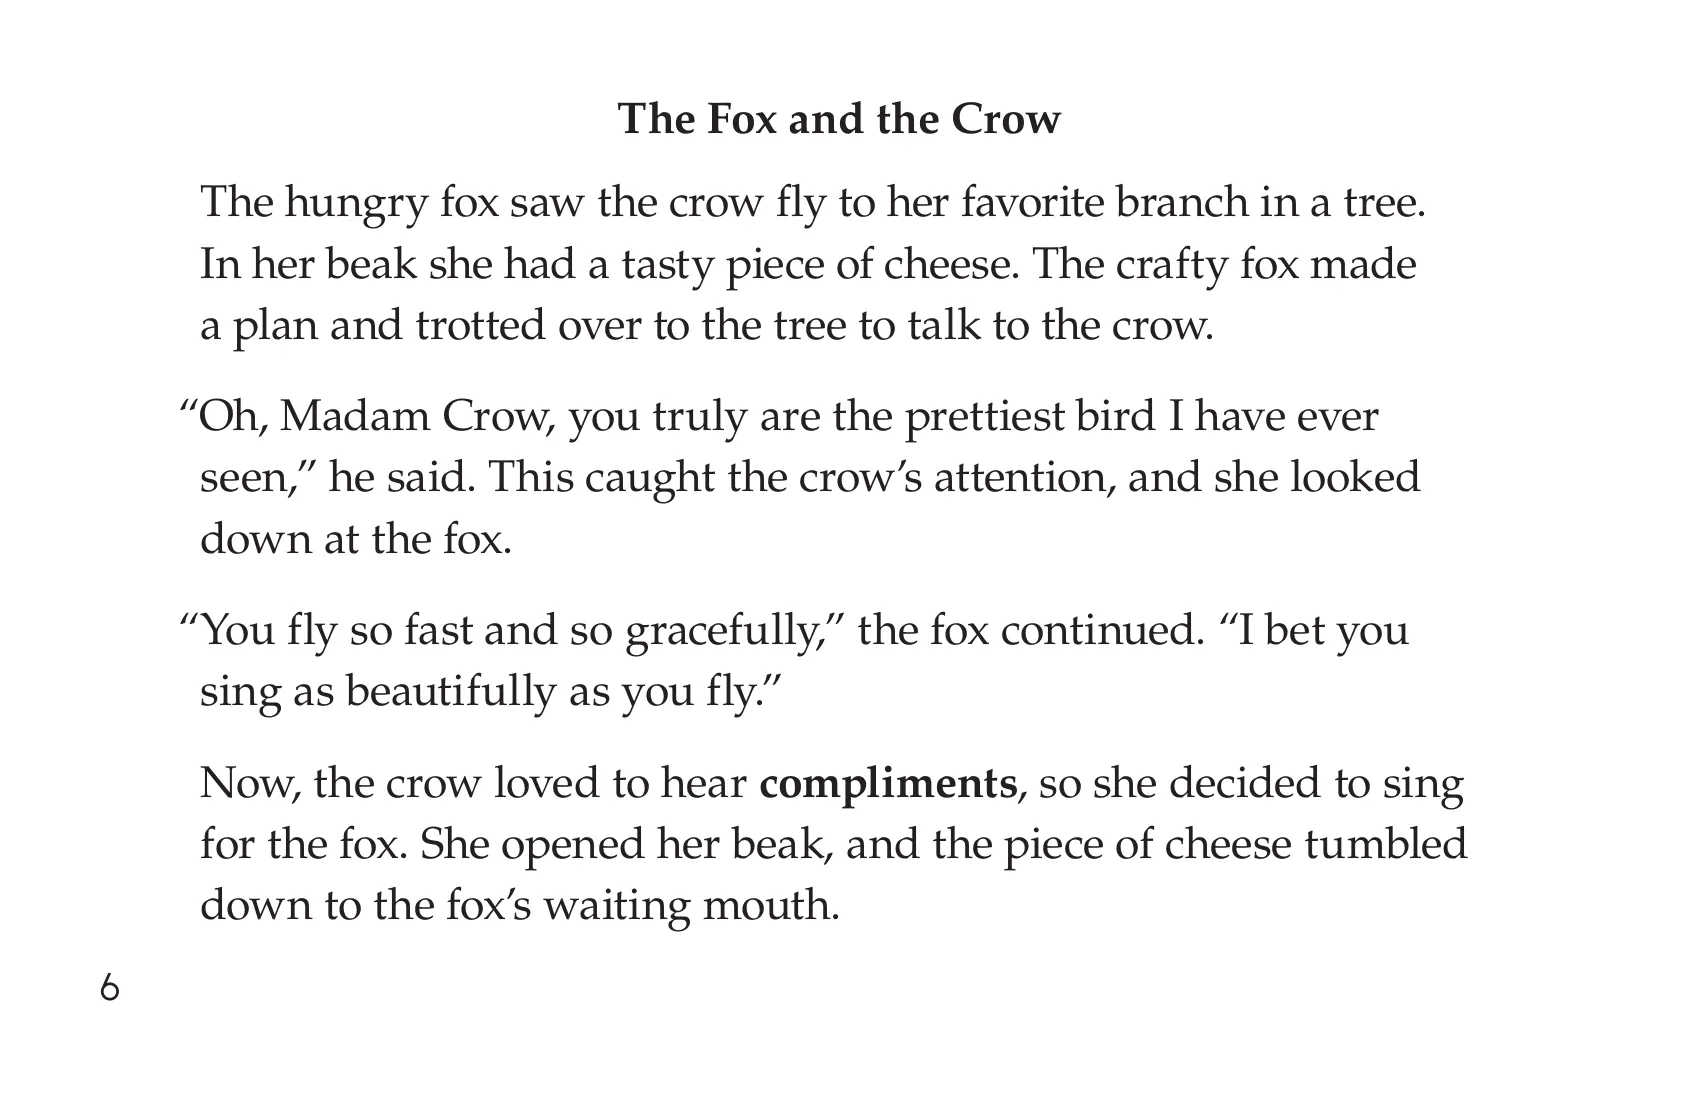 The Fox and the Crow
The hungry fox saw the crow fly to her favorite branch in a tree.
In her beak she had a tasty piece of cheese. The crafty fox made
a plan and trotted over to the tree to talk to the crow.
“Oh, Madam Crow, you truly are the prettiest bird I have ever
seen,” he said. This caught the crow’s attention, and she looked
down at the fox.
“You fly so fast and so gracefully,” the fox continued. “I bet you
sing as beautifully as you fly.”
Now, the crow loved to hear compliments, so she decided to sing
for the fox. She opened her beak, and the piece of cheese tumbled
down to the fox’s waiting mouth.
6